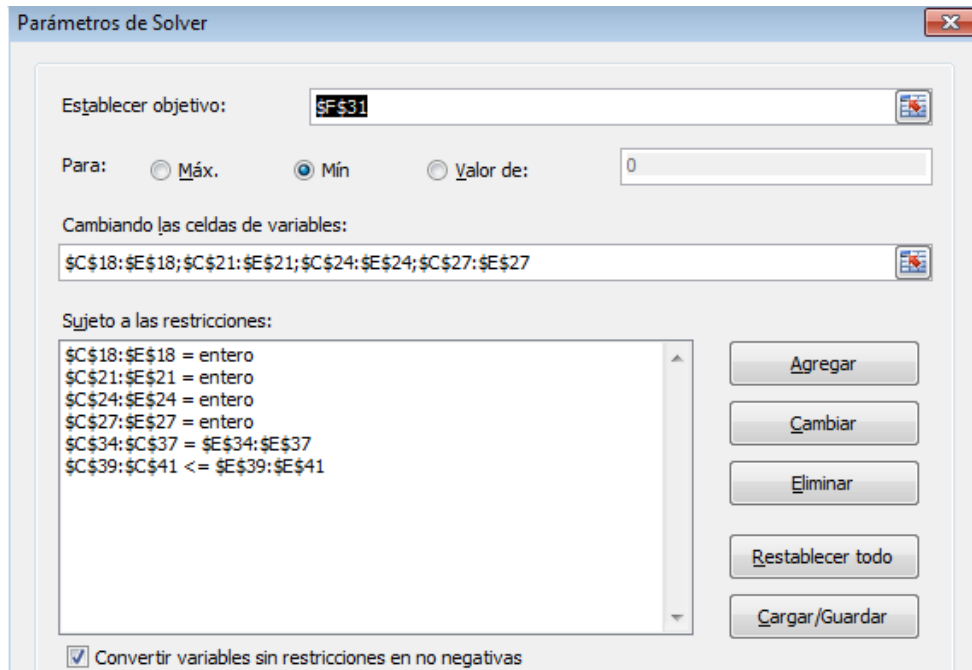 Parámetros de Solver
Establecer objetivo: $F$31
Para: Máx. Mín Valor de: 0
Cambiando las celdas de variables:
$C$18:$E$18;$C$21:$E$21;$C$24:$E$24;$C$27:$E$27
Sujeto a las restricciones:
$C$18:$E$18 = entero
$C$21:$E$21 = entero
$C$24:$E$24 = entero
$C$27:$E$27 = entero
$C$34:$C$37 = $E$34:$E$37
$C$39:$C$41 <= $E$39:$E$41
Agregar
Cambiar
Eliminar
Restablecer todo
Cargar/Guardar
Convertir variables sin restricciones en no negativas